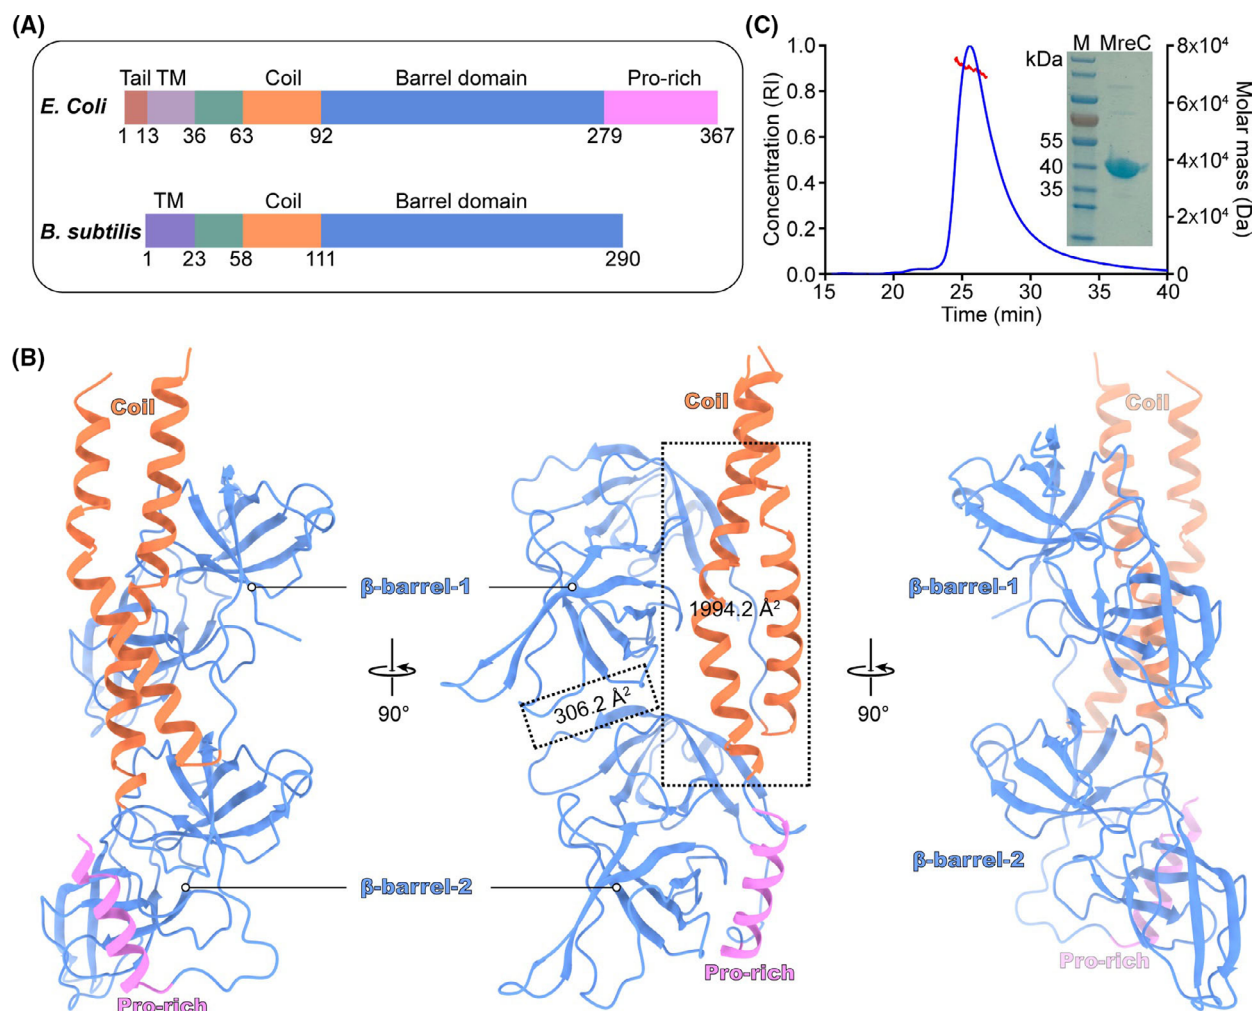 (A)
Tail TM Coil Barrel domain Pro-rich
E. Coli
1 13 36 63 92 279 367
TM Coil Barrel domain
B. subtilis
1 23 58 111 290
(C)
M MreC
kDa
55
40
35
1.0
0.8
0.6
0.4
0.2
0.0
Concentration (RI)
8x10⁴
6x10⁴
4x10⁴
2x10⁴
0
Molar mass (Da)
15 20 25 30 35 40
Time (min)
(B)
Coil
Coil
Coil
β-barrel-1
β-barrel-1
1994.2 Å²
306.2 Å²
90°
90°
β-barrel-2
β-barrel-2
Pro-rich
Pro-rich
Pro-rich